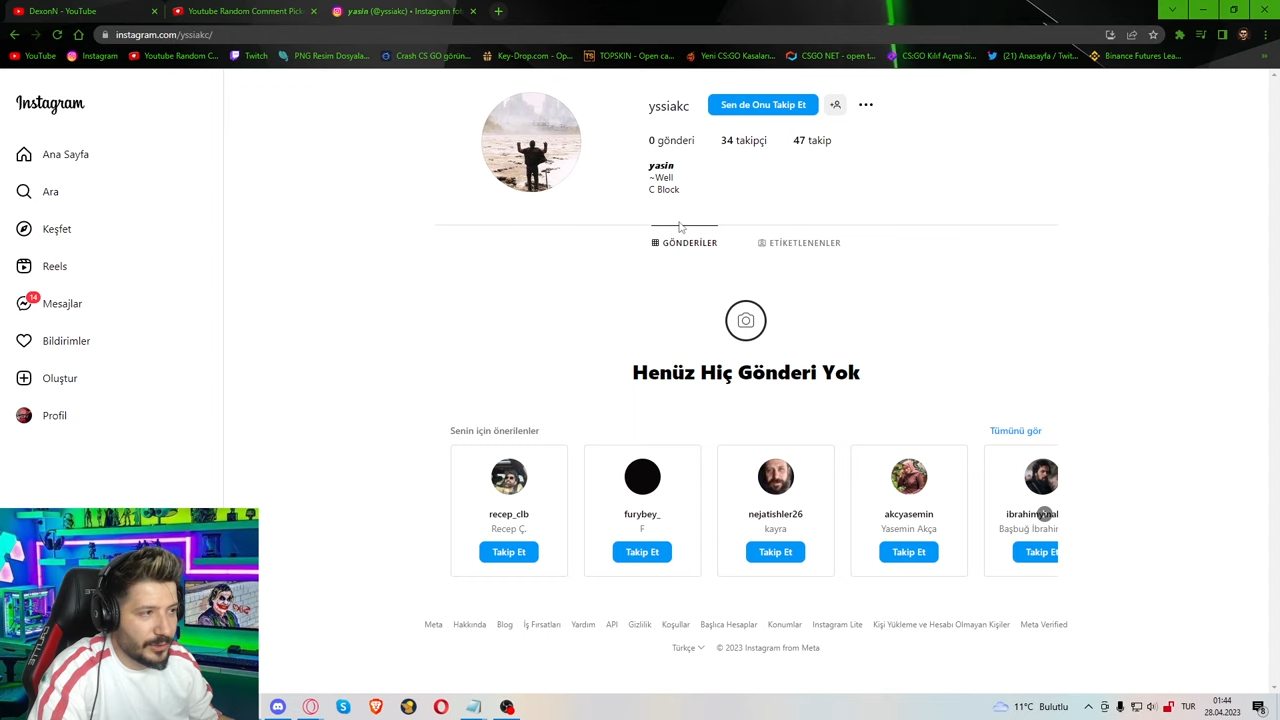 DexonN - YouTube
Youtube Random Comment Pick
yasin (@yssiakc) • Instagram fot
instagram.com/yssiakc/
YouTube
Instagram
Youtube Random C...
Twitch
PNG Resim Dosyala...
Crash CS GO görün...
Key-Drop.com - Op...
TOPSKIN - Open ca...
Yeni CS:GO Kasaları...
CSGO NET - open t...
CS:GO Kılıf Açma Si...
(21) Anasayfa / Twit...
Binance Futures Lea...
Instagram
Ana Sayfa
Ara
Keşfet
Reels
14
Mesajlar
Bildirimler
Oluştur
Profil
yssiakc
Sen de Onu Takip Et
0 gönderi 34 takipçi 47 takip
yasin
~Well
C Block
GÖNDERİLER
ETİKETLENENLER
Henüz Hiç Gönderi Yok
Senin için önerilenler
Tümünü gör
recep_clb
Recep Ç.
Takip Et
furybey_
F
Takip Et
nejatishler26
kayra
Takip Et
akcyasemin
Yasemin Akça
Takip Et
Başbuğ İbrahir
Takip Et
Meta Hakkında Blog İş Fırsatları Yardım API Gizlilik Koşullar Başlıca Hesaplar Konumlar Instagram Lite Kişi Yükleme ve Hesabı Olmayan Kişiler Meta Verified
Türkçe © 2023 Instagram from Meta
11°C Bulutlu
TUR
01:44
28.04.2023